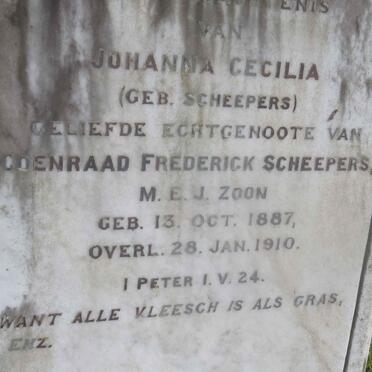 ENIS
VAN
JOHANNA CECILIA
(GEB. SCHEEPERS)
GELIEFDE ECHTGENOOTE VAN
COENRAAD FREDERICK SCHEEPERS,
M.E.J. ZOON
GEB. 13. OCT. 1887,
OVERL. 28. JAN. 1910.
I PETER I. V. 24.
WANT ALLE VLEESCH IS ALS GRAS,
ENZ.